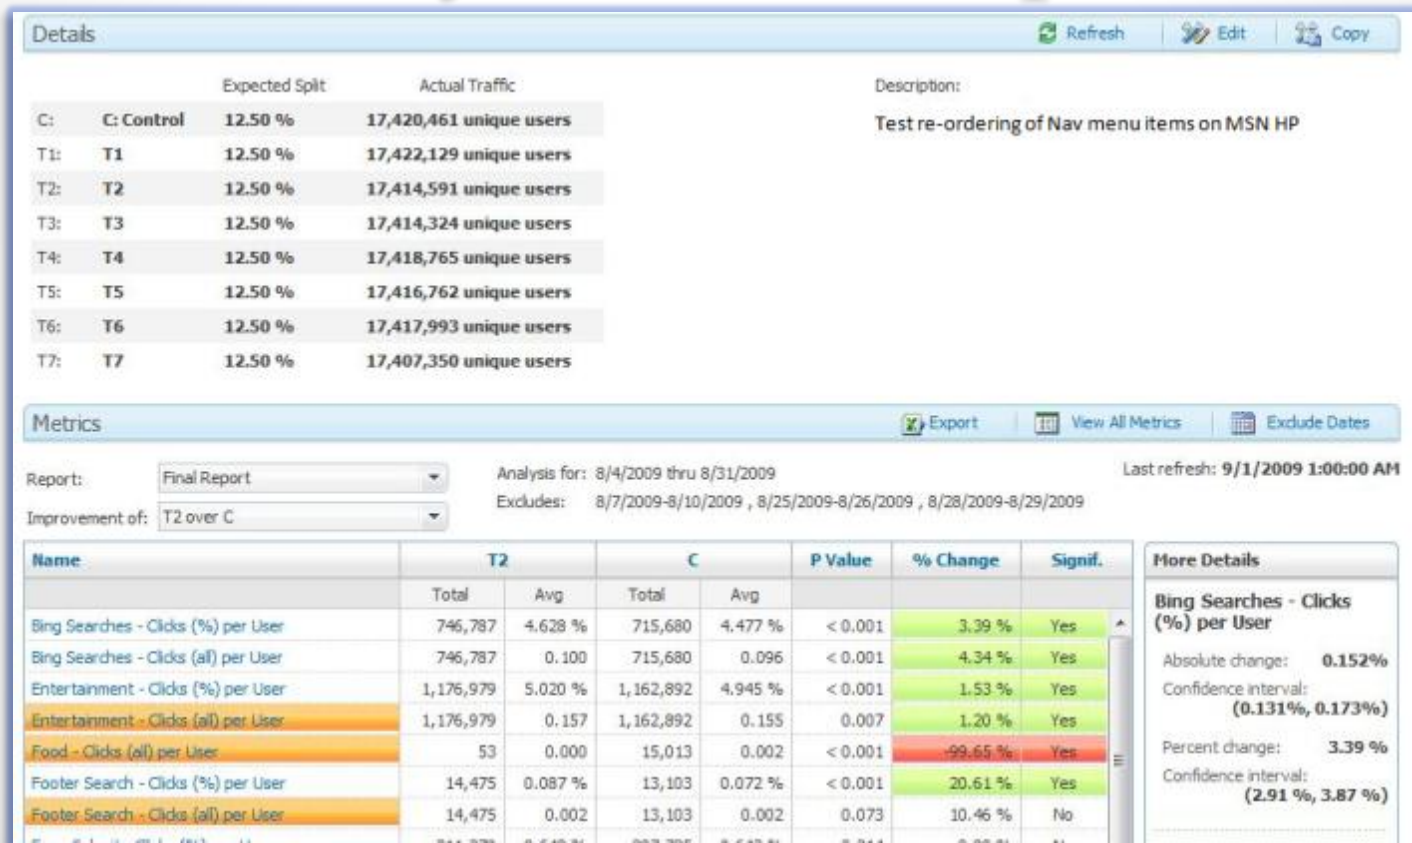 Details Refresh Edit Copy
Expected Split Actual Traffic Description:
C: C: Control 12.50 % 17,420,461 unique users Test re-ordering of Nav menu items on MSN HP
T1: T1 12.50 % 17,422,129 unique users
T2: T2 12.50 % 17,414,591 unique users
T3: T3 12.50 % 17,414,324 unique users
T4: T4 12.50 % 17,418,765 unique users
T5: T5 12.50 % 17,416,762 unique users
T6: T6 12.50 % 17,417,993 unique users
T7: T7 12.50 % 17,407,350 unique users
Metrics Export View All Metrics Exclude Dates
Report: Final Report Analysis for: 8/4/2009 thru 8/31/2009 Last refresh: 9/1/2009 1:00:00 AM
Improvement of: T2 over C Excludes: 8/7/2009-8/10/2009 , 8/25/2009-8/26/2009 , 8/28/2009-8/29/2009
Name T2 C P Value % Change Signif.
Total Avg Total Avg
Bing Searches - Clicks (%) per User 746,787 4.628 % 715,680 4.477 % < 0.001 3.39 % Yes
Bing Searches - Clicks (all) per User 746,787 0.100 715,680 0.096 < 0.001 4.34 % Yes
Entertainment - Clicks (%) per User 1,176,979 5.020 % 1,162,892 4.945 % < 0.001 1.53 % Yes
Entertainment - Clicks (all) per User 1,176,979 0.157 1,162,892 0.155 0.007 1.20 % Yes
Food - Clicks (all) per User 53 0.000 15,013 0.002 < 0.001 -99.65 % Yes
Footer Search - Clicks (%) per User 14,475 0.087 % 13,103 0.072 % < 0.001 20.61 % Yes
Footer Search - Clicks (all) per User 14,475 0.002 13,103 0.002 0.073 10.46 % No
More Details
Bing Searches - Clicks
(%) per User
Absolute change: 0.152%
Confidence interval:
(0.131%, 0.173%)
Percent change: 3.39 %
Confidence interval:
(2.91 %, 3.87 %)